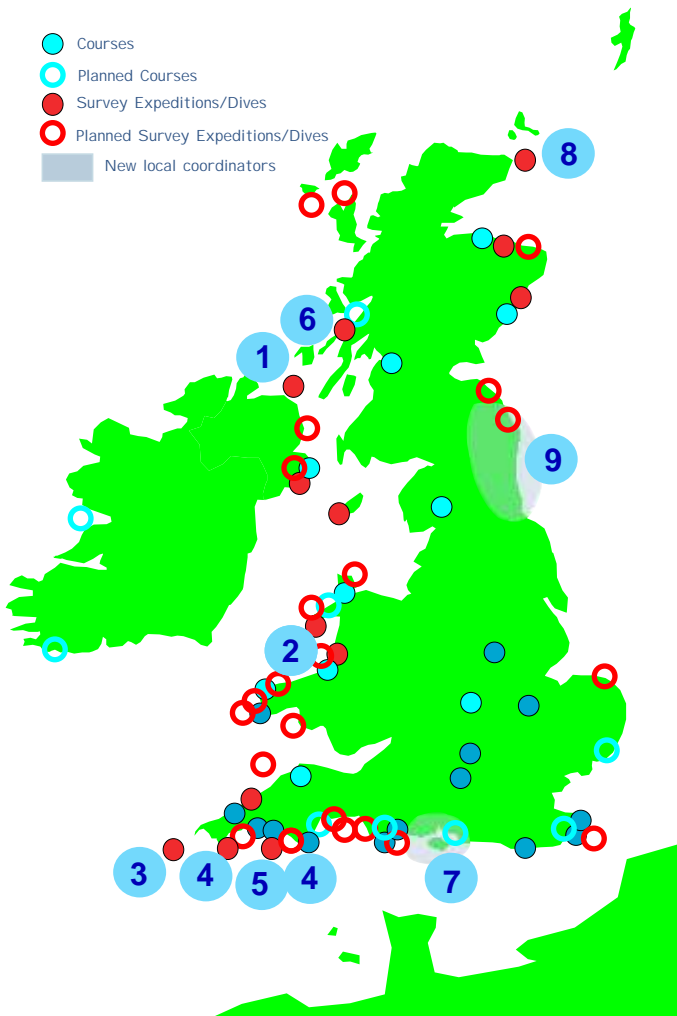 Courses
Planned Courses
Survey Expeditions/Dives
Planned Survey Expeditions/Dives
New local coordinators
8
6
1
9
2
3
4
5
4
7